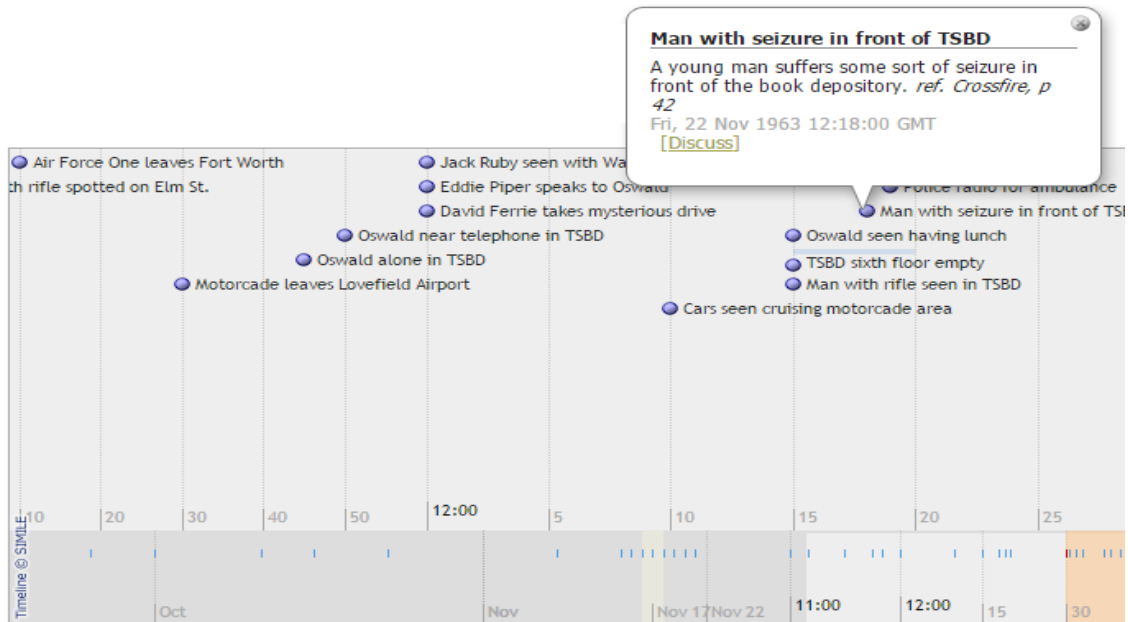 Man with seizure in front of TSBD
A young man suffers some sort of seizure in
front of the book depository. ref. Crossfire, p
42
Fri, 22 Nov 1963 12:18:00 GMT
[Discuss]
Air Force One leaves Fort Worth
Jack Ruby seen with
rifle spotted on Elm St.
Eddie Piper speaks to Oswald
Police radio for ambulance
David Ferrie takes mysterious drive
Man with seizure in front of
Oswald near telephone in TSBD
Oswald seen having lunch
Oswald alone in TSBD
TSBD sixth floor empty
Motorcade leaves Lovefield Airport
Man with rifle seen in TSBD
Cars seen cruising motorcade area
10 20 30 40 50 12:00 5 10 15 20 25
Timeline © SIMILE
Oct Nov Nov 17 Nov 22 11:00 12:00 15 30